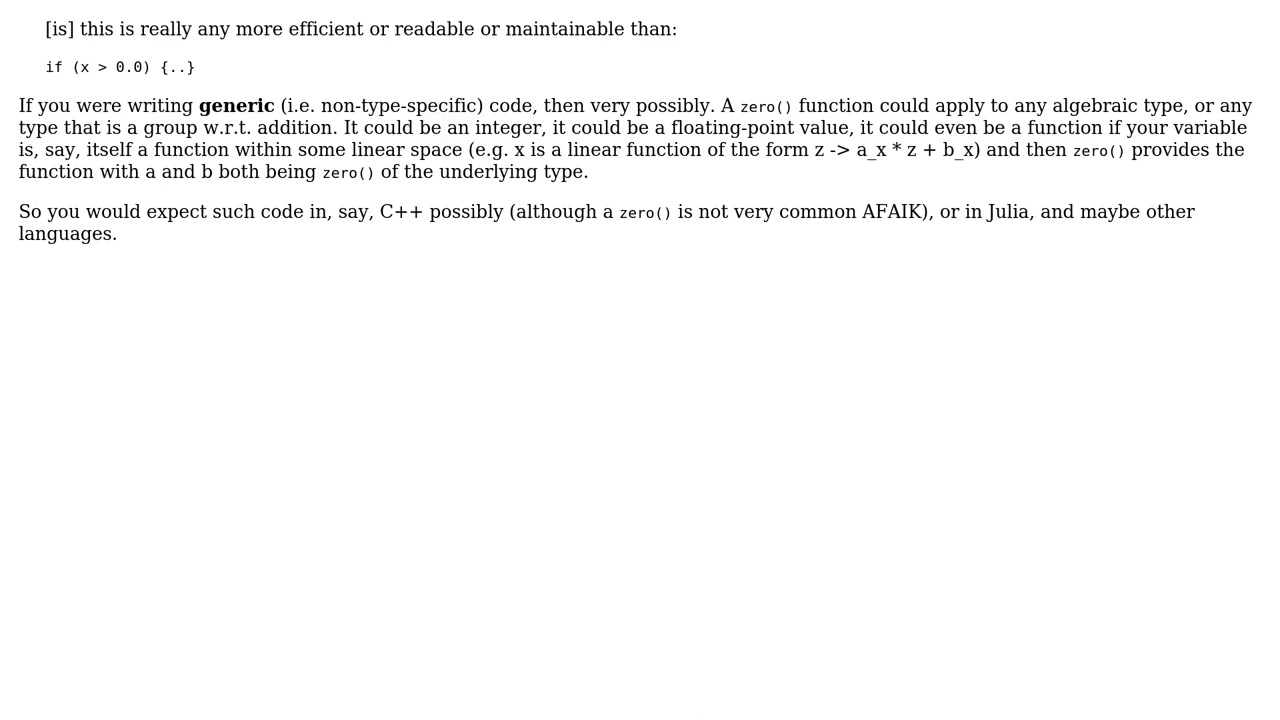 [is] this is really any more efficient or readable or maintainable than:
if (x > 0.0) {..}
If you were writing generic (i.e. non-type-specific) code, then very possibly. A zero() function could apply to any algebraic type, or any
type that is a group w.r.t. addition. It could be an integer, it could be a floating-point value, it could even be a function if your variable
is, say, itself a function within some linear space (e.g. x is a linear function of the form z -> a_x * z + b_x) and then zero() provides the
function with a and b both being zero() of the underlying type.
So you would expect such code in, say, C++ possibly (although a zero() is not very common AFAIK), or in Julia, and maybe other
languages.